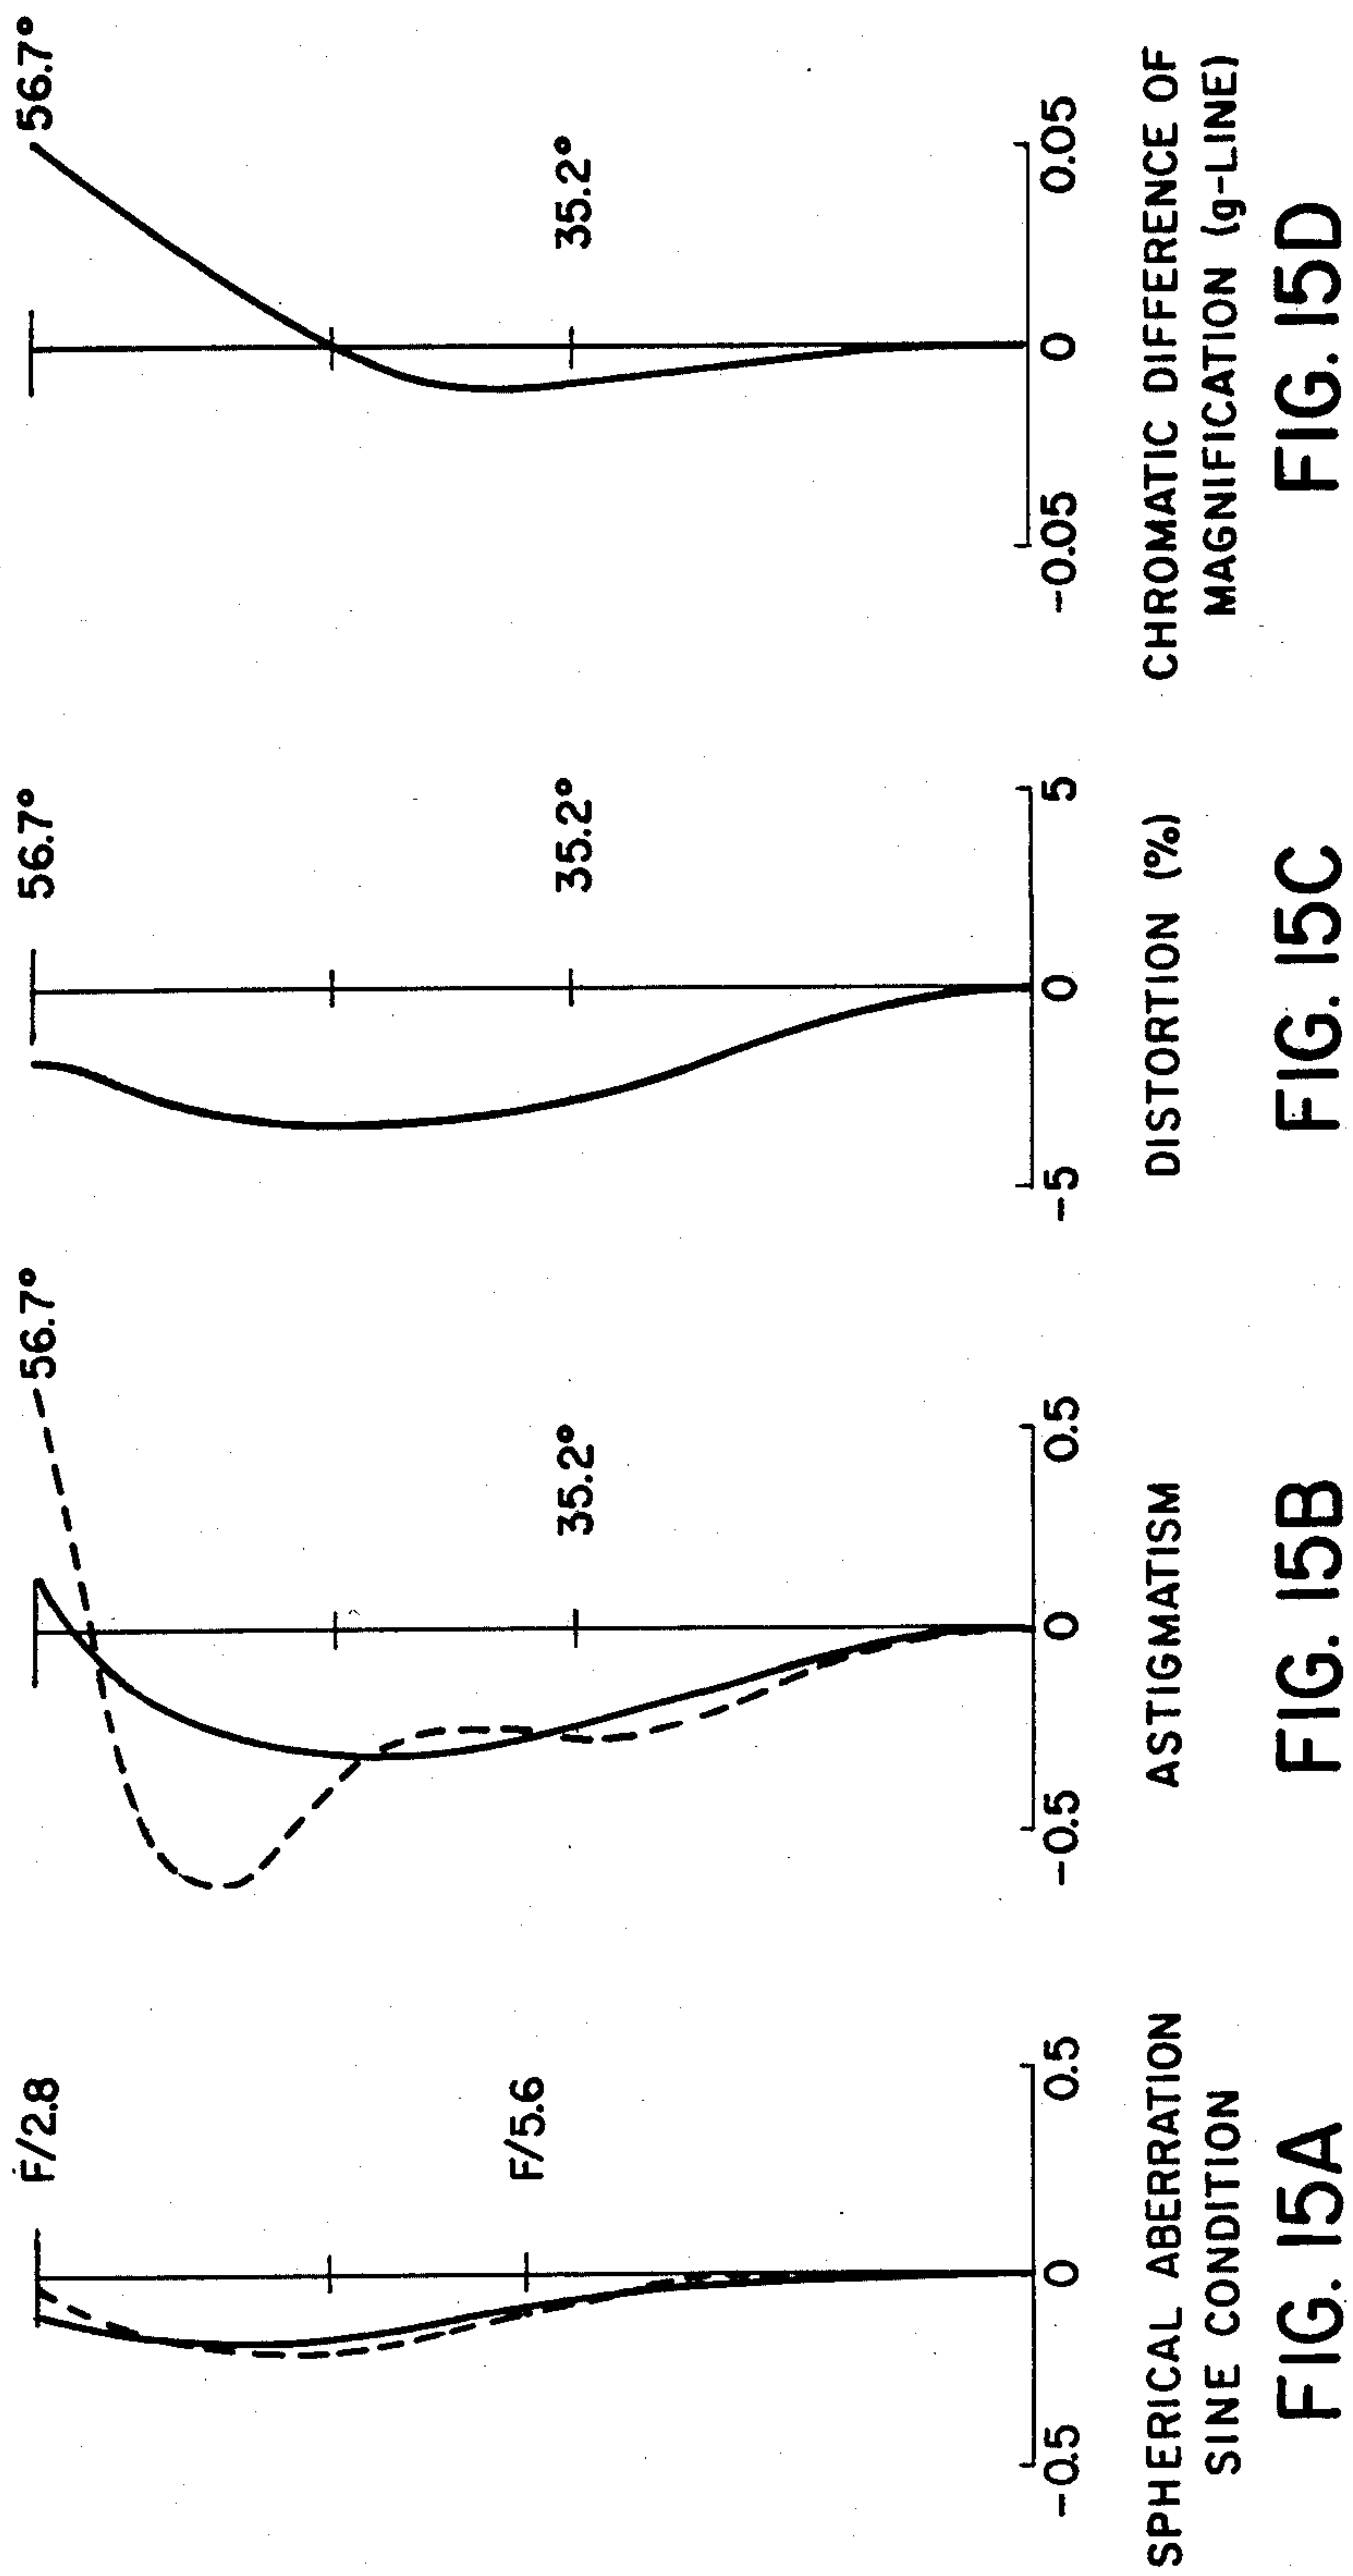 F/2.8
F/5.6
-0.5 0 0.5
SPHERICAL ABERRATION
SINE CONDITION
FIG. 15A
56.7°
35.2°
-0.5 0 0.5
ASTIGMATISM
FIG. 15B
56.7°
35.2°
-5 0 5
DISTORTION (%)
FIG. 15C
56.7°
35.2°
-0.05 0 0.05
CHROMATIC DIFFERENCE OF
MAGNIFICATION (g-LINE)
FIG. 15D